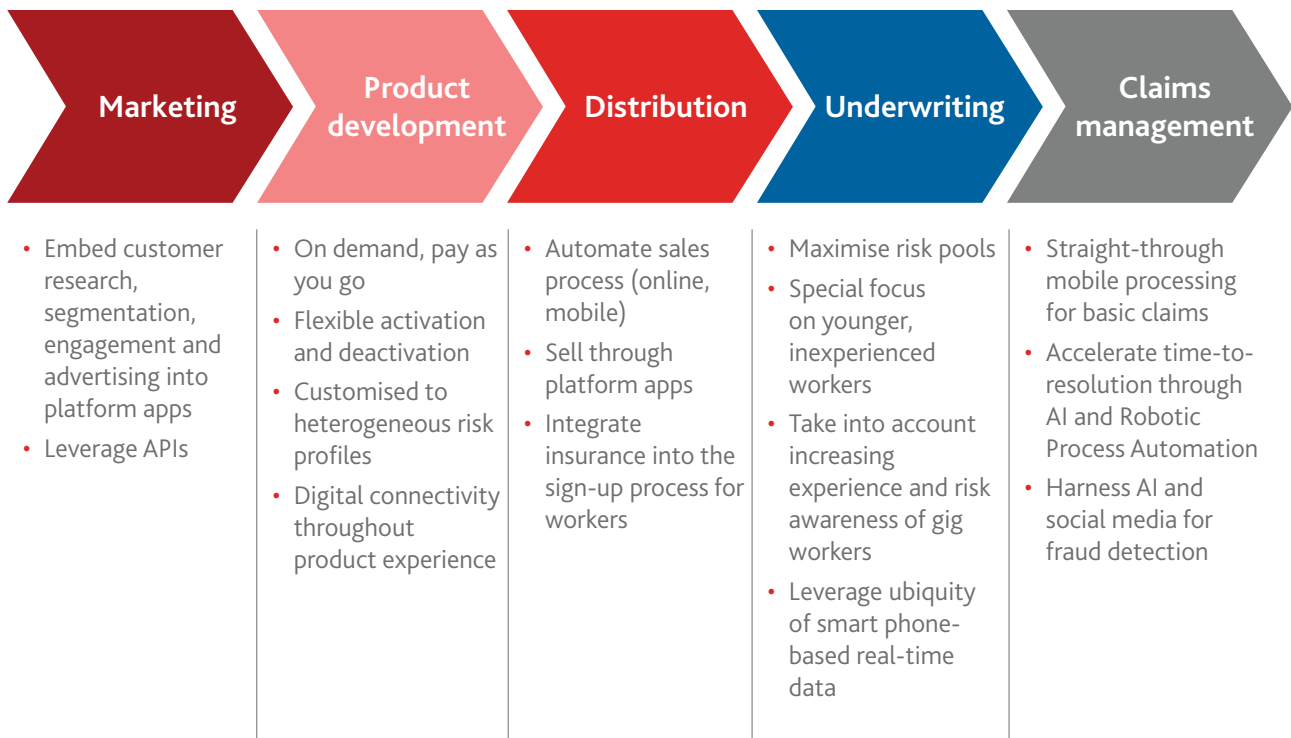 Marketing
Product
development
Distribution
Underwriting
Claims
management
• Embed customer
research,
segmentation,
engagement and
advertising into
platform apps
• Leverage APIs
• On demand, pay as
you go
• Flexible activation
and deactivation
• Customised to
heterogeneous risk
profiles
• Digital connectivity
throughout
product experience
• Automate sales
process (online,
mobile)
• Sell through
platform apps
• Integrate
insurance into the
sign-up process for
workers
• Maximise risk pools
• Special focus
on younger,
inexperienced
workers
• Take into account
increasing
experience and risk
awareness of gig
workers
• Leverage ubiquity
of smart phone-
based real-time
data
• Straight-through
mobile processing
for basic claims
• Accelerate time-to-
resolution through
AI and Robotic
Process Automation
• Harness AI and
social media for
fraud detection